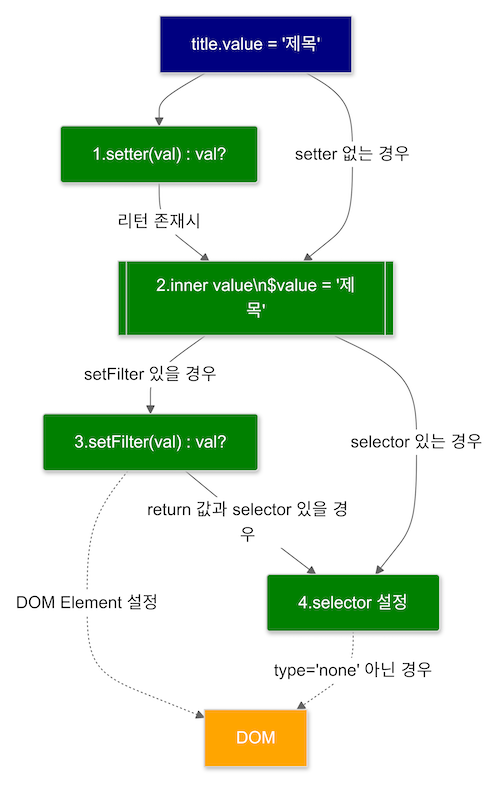 title.value = '제목'
1.setter(val) : val?
setter 없는 경우
리턴 존재시
2.inner value\n$value = '제
목'
setFilter 있을 경우
3.setFilter(val) : val?
selector 있는 경우
return 값과 selector 있을 경
우
DOM Element 설정
4.selector 설정
type='none' 아닌 경우
DOM